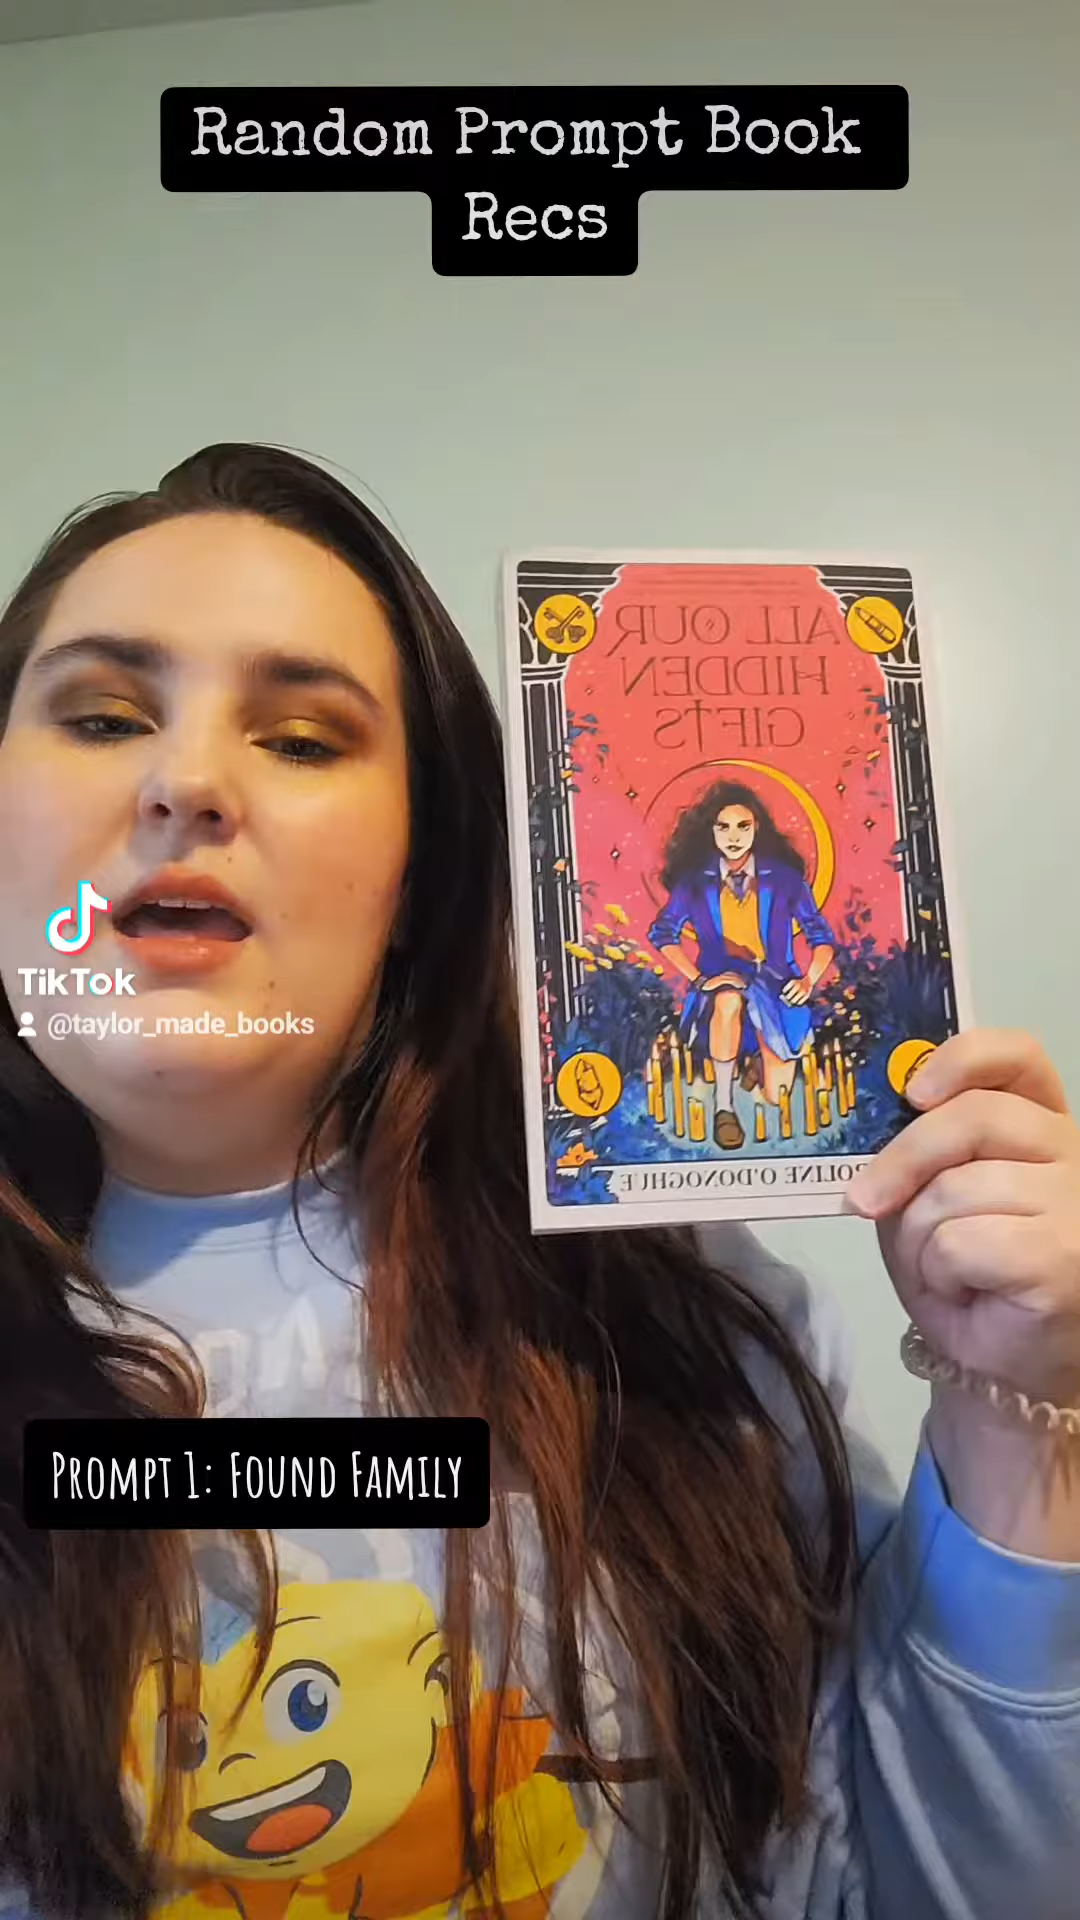 Random Prompt Book
Recs
ALL OUR
HIDDEN
GIFTS
TikTok
@taylor_made_books
OLINE O'DONOGHUE
Prompt 1: Found Family